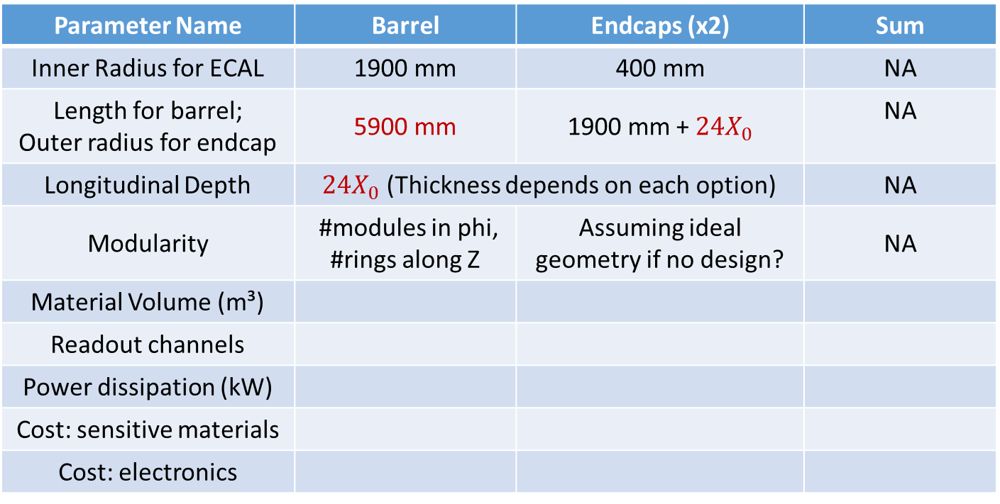 Parameter Name Barrel Endcaps (x2) Sum
Inner Radius for ECAL 1900 mm 400 mm NA
Length for barrel;
Outer radius for endcap 5900 mm 1900 mm + 24X₀ NA
Longitudinal Depth 24X₀ (Thickness depends on each option) NA
Modularity #modules in phi,
#rings along Z Assuming ideal
geometry if no design? NA
Material Volume (m³)
Readout channels
Power dissipation (kW)
Cost: sensitive materials
Cost: electronics